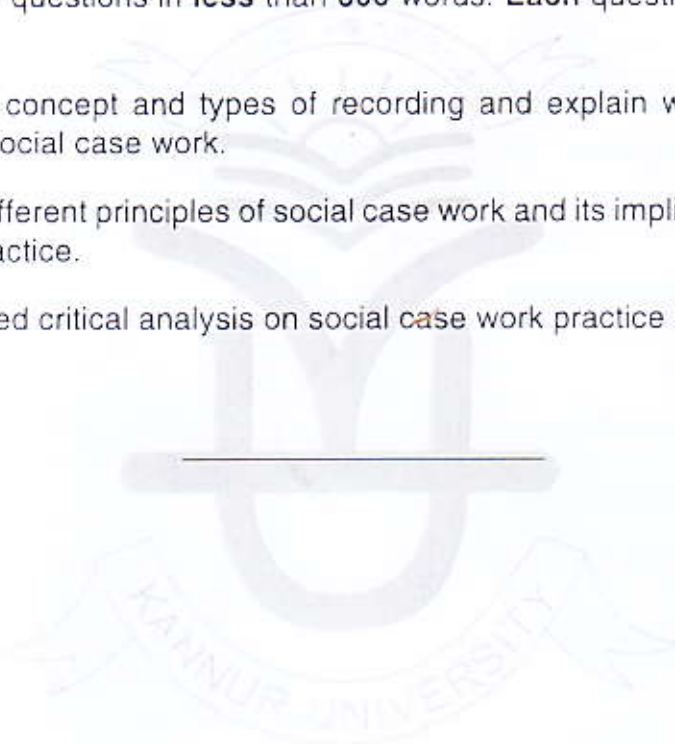 questions in less than 600 words. Each questi
concept and types of recording and explain w
ocial case work.
fferent principles of social case work and its impli
actice.
ed critical analysis on social case work practice
KANNUR UNIVERSITY